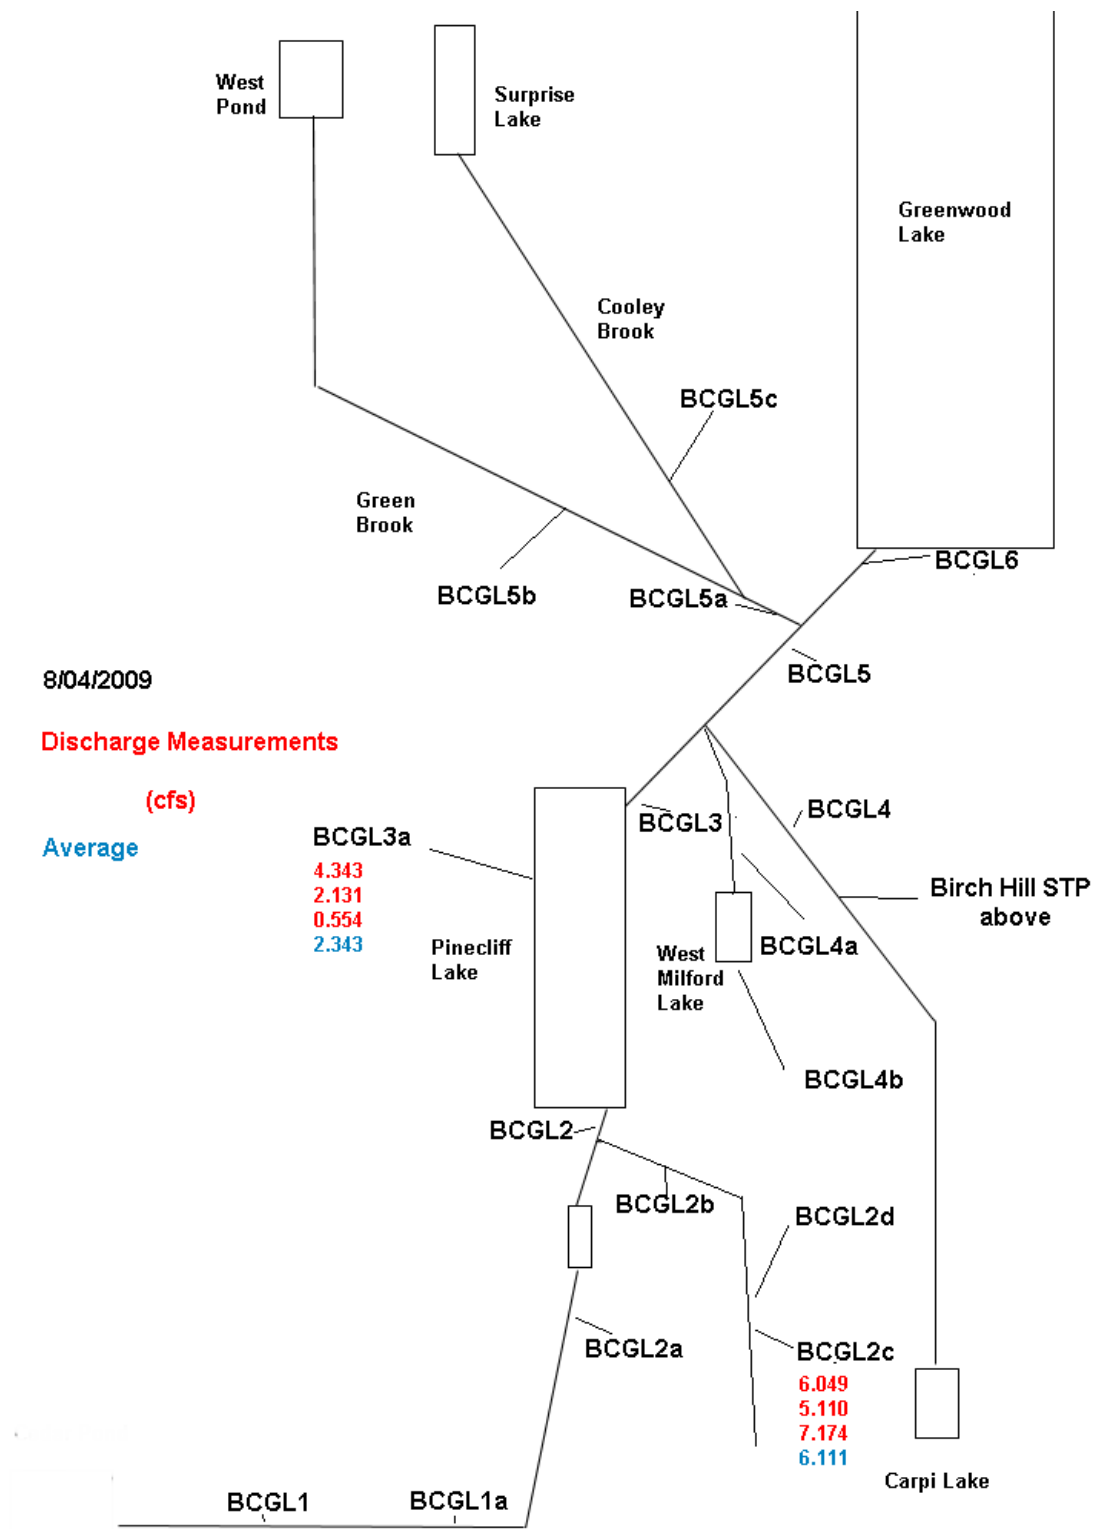 West
Pond
Surprise
Lake
Greenwood
Lake
Cooley
Brook
BCGL5c
Green
Brook
BCGL6
BCGL5b
BCGL5a
BCGL5
8/04/2009
Discharge Measurements
(cfs)
Average
BCGL3a
4.343
2.131
0.554
2.343
BCGL3
BCGL4
Birch Hill STP
above
Pinecliff
Lake
West
Milford
Lake
BCGL4a
BCGL4b
BCGL2
BCGL2b
BCGL2d
BCGL2a
BCGL2c
6.049
5.110
7.174
6.111
Carpi Lake
BCGL1
BCGL1a